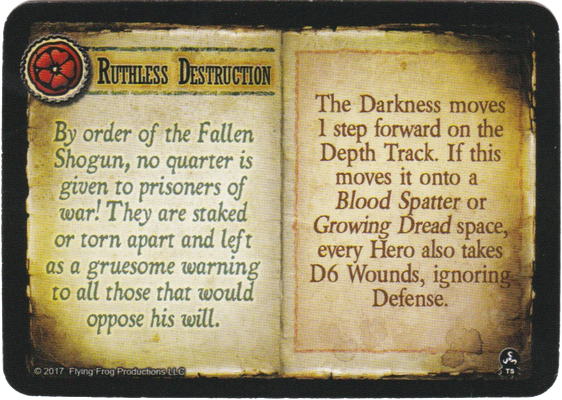 Ruthless Destruction
By order of the Fallen
Shogun, no quarter is
given to prisoners of
war! They are staked
or torn apart and left
as a gruesome warning
to all those that would
oppose his will.
The Darkness moves
1 step forward on the
Depth Track. If this
moves it onto a
Blood Spatter or
Growing Dread space,
every Hero also takes
D6 Wounds, ignoring
Defense.
© 2017 Flying Frog Productions LLC
TS